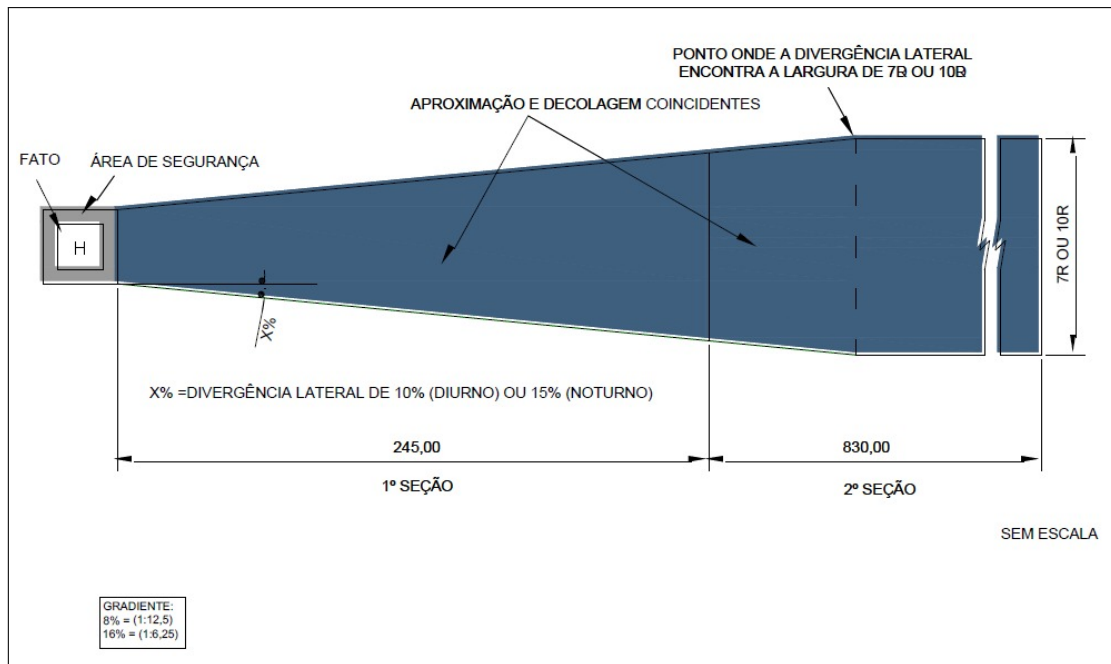 PONTO ONDE A DIVERGÊNCIA LATERAL
ENCONTRA A LARGURA DE 7R OU 10R
APROXIMAÇÃO E DECOLAGEM COINCIDENTES
FATO
ÁREA DE SEGURANÇA
H
7R OU 10R
X%
X% =DIVERGÊNCIA LATERAL DE 10% (DIURNO) OU 15% (NOTURNO)
245,00
830,00
1º SEÇÃO
2º SEÇÃO
SEM ESCALA
GRADIENTE:
8% = (1:12,5)
16% = (1:6,25)